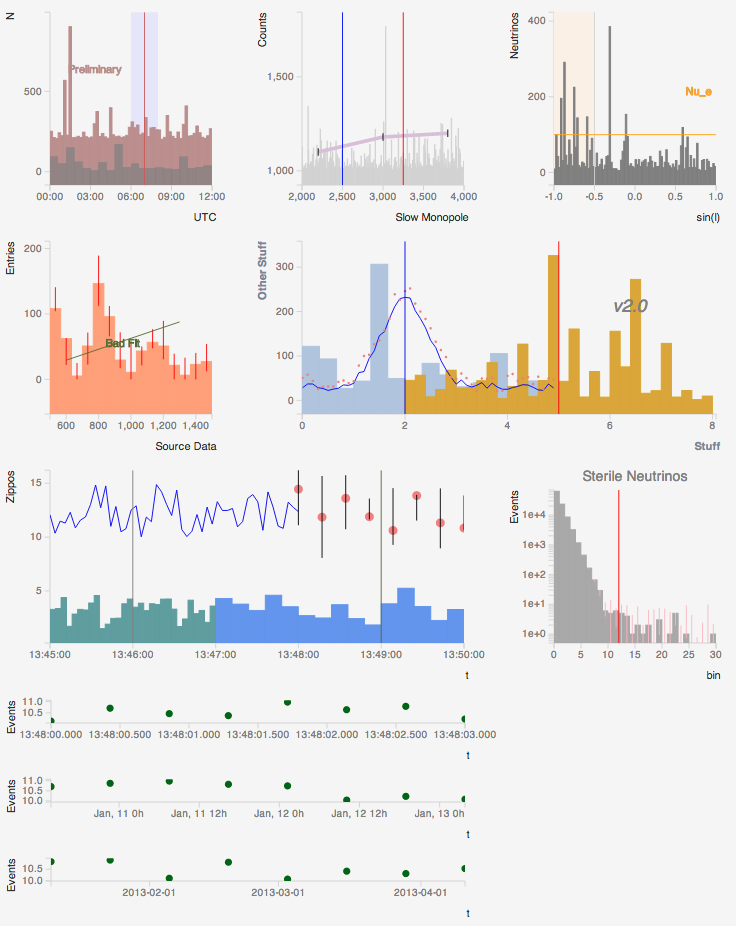 N
Preliminary
500
0
00:00 03:00 06:00 09:00 12:00
UTC
Counts
1,500
1,000
2,000 2,500 3,000 3,500 4,000
Slow Monopole
Neutrinos
400
200
0
Nu_e
-1.0 -0.5 0.0 0.5 1.0
sin(l)
Entries
200
100
0
Bad Fit
600 800 1,000 1,200 1,400
Source Data
Other Stuff
300
200
100
0
v2.0
0 2 4 6 8
Stuff
Zippos
15
10
5
13:45:00 13:46:00 13:47:00 13:48:00 13:49:00 13:50:00
t
Sterile Neutrinos
Events
1e+4
1e+3
1e+2
1e+1
1e+0
0 5 10 15 20 25 30
bin
Events
11.0
10.5
13:48:00.000 13:48:00.500 13:48:01.000 13:48:01.500 13:48:02.000 13:48:02.500 13:48:03.000
t
Events
11.0
10.5
10.0
Jan, 11 0h Jan, 11 12h Jan, 12 0h Jan, 12 12h Jan, 13 0h
t
Events
10.5
10.0
2013-02-01 2013-03-01 2013-04-01
t